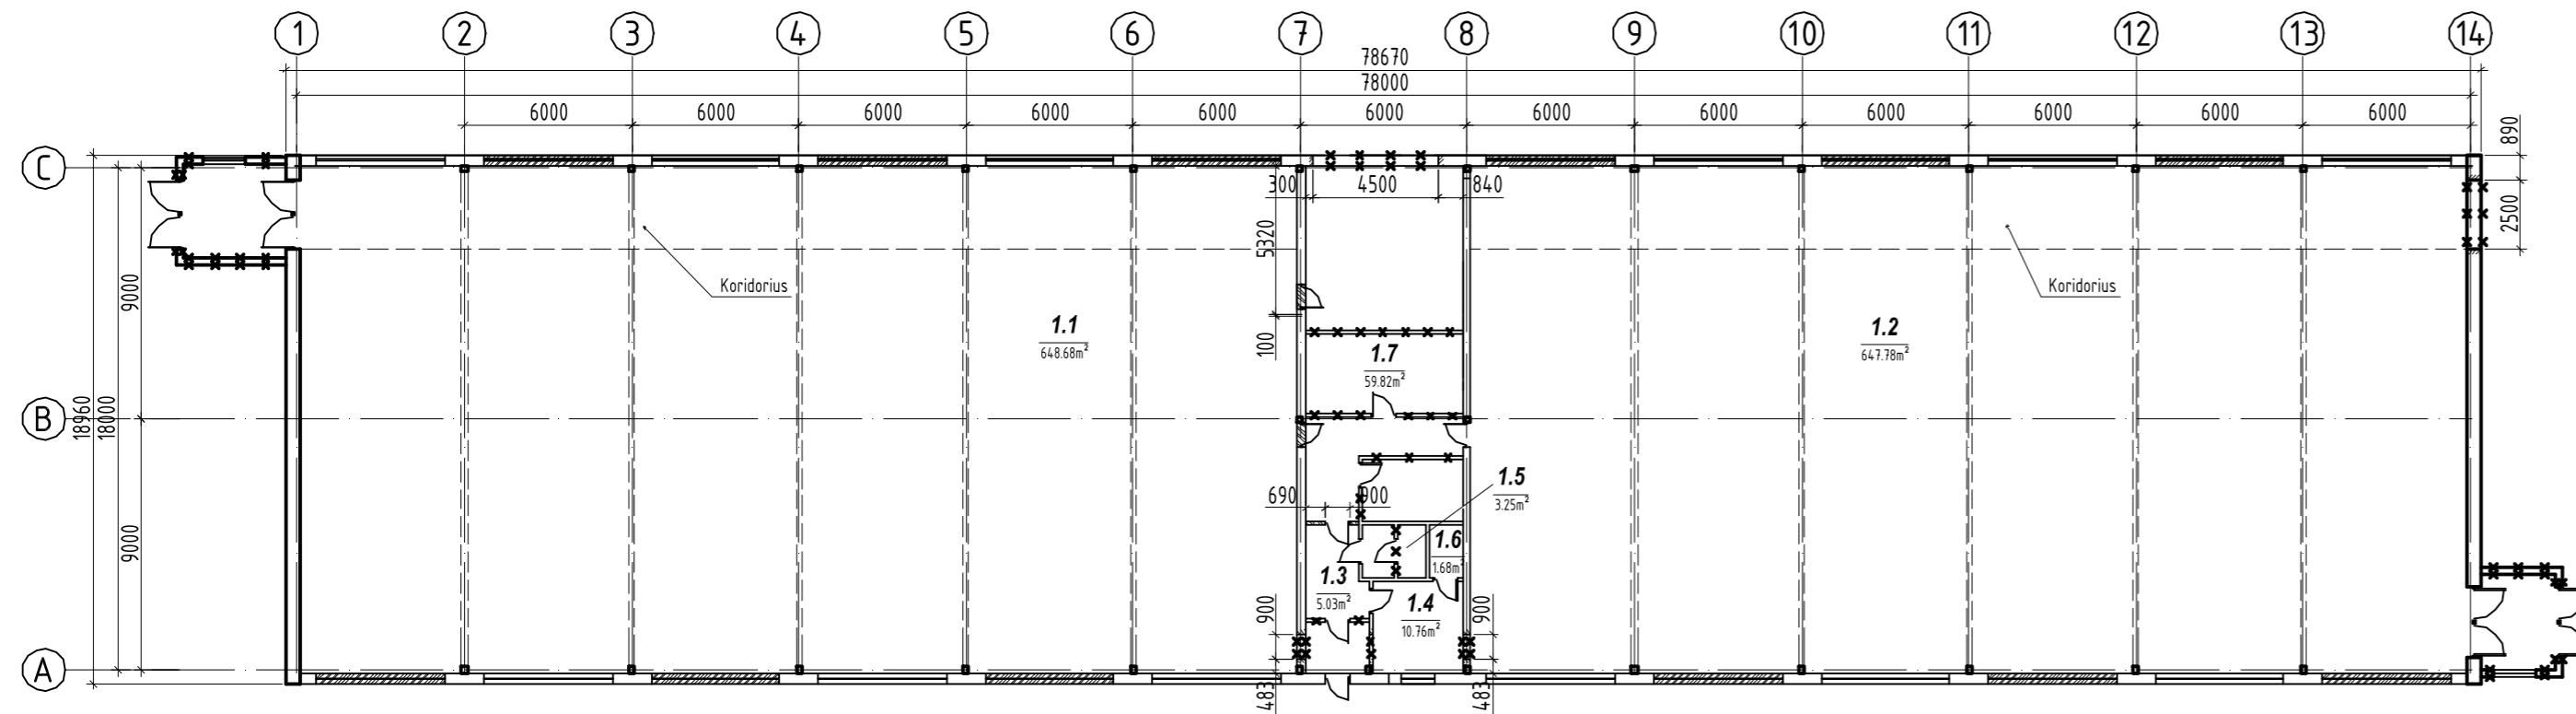 1 2 3 4 5 6 7 8 9 10 11 12 13 14
78670
78000
6000 6000 6000 6000 6000 6000 6000 6000 6000 6000 6000 6000
890
C
300 4500 840
2500
5320
9000
Koridorius
Koridorius
1.1
648.68m²
1.2
647.78m²
100
1.7
59.82m²
18960
18000
B
1.5
3.25m²
690
900
9000
1.6
1.68m²
1.3
5.03m²
1.4
10.76m²
900
900
A
483
483